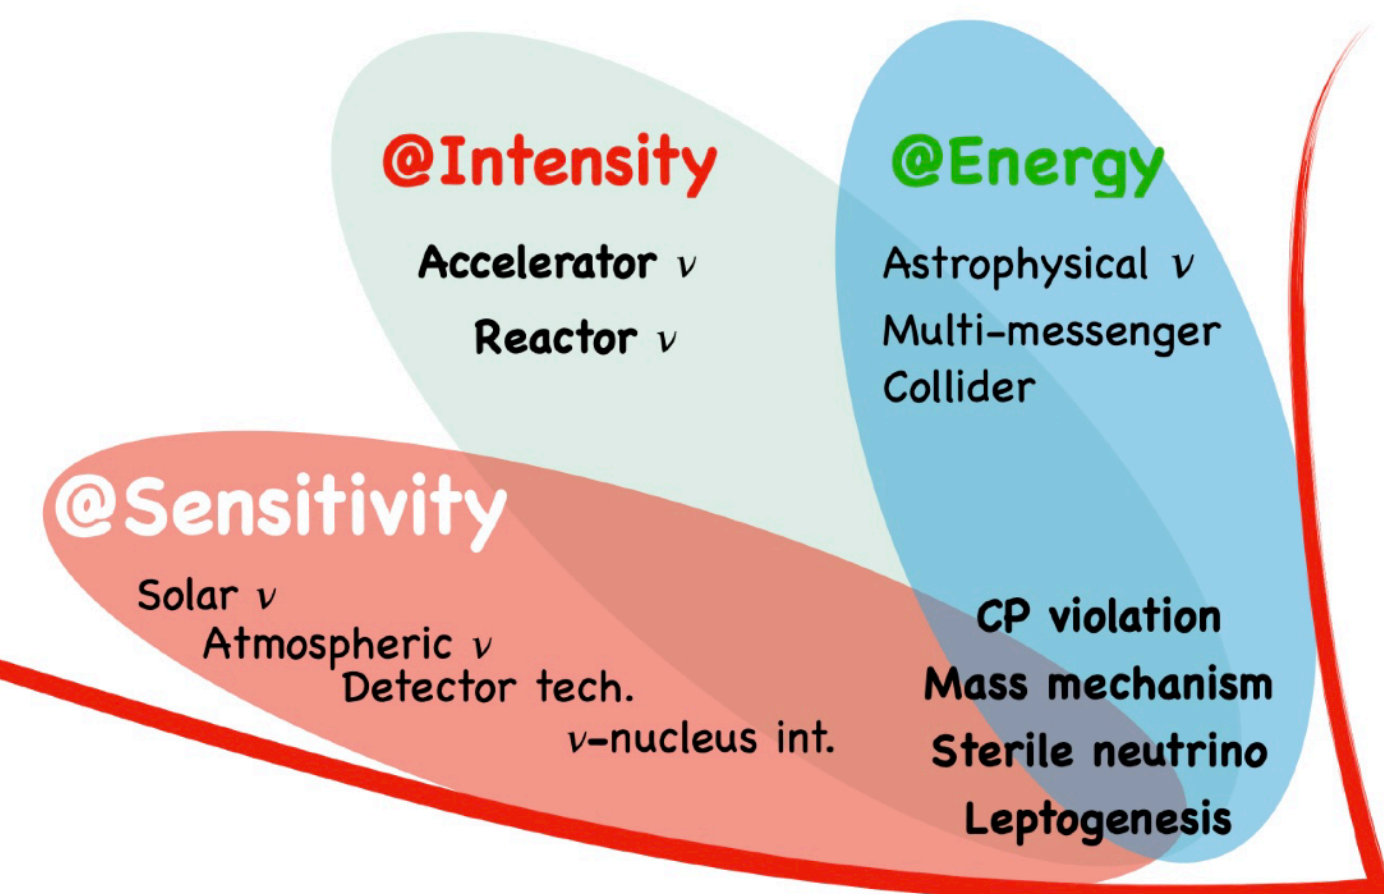 @Intensity
Accelerator ν
Reactor ν
@Energy
Astrophysical ν
Multi-messenger
Collider
@Sensitivity
Solar ν
Atmospheric ν
Detector tech.
ν-nucleus int.
CP violation
Mass mechanism
Sterile neutrino
Leptogenesis